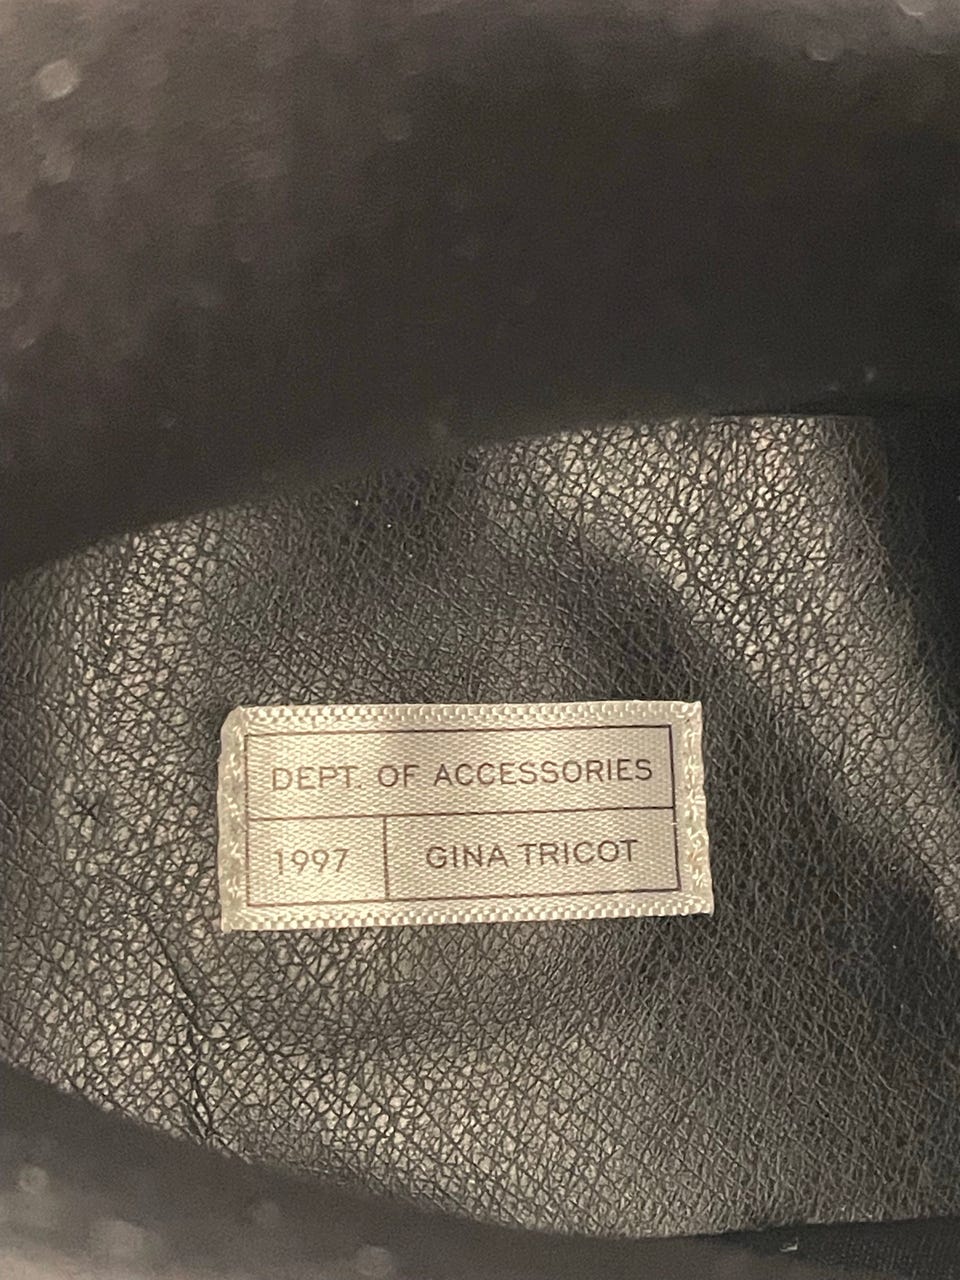 DEPT. OF ACCESSORIES
1997 GINA TRICOT